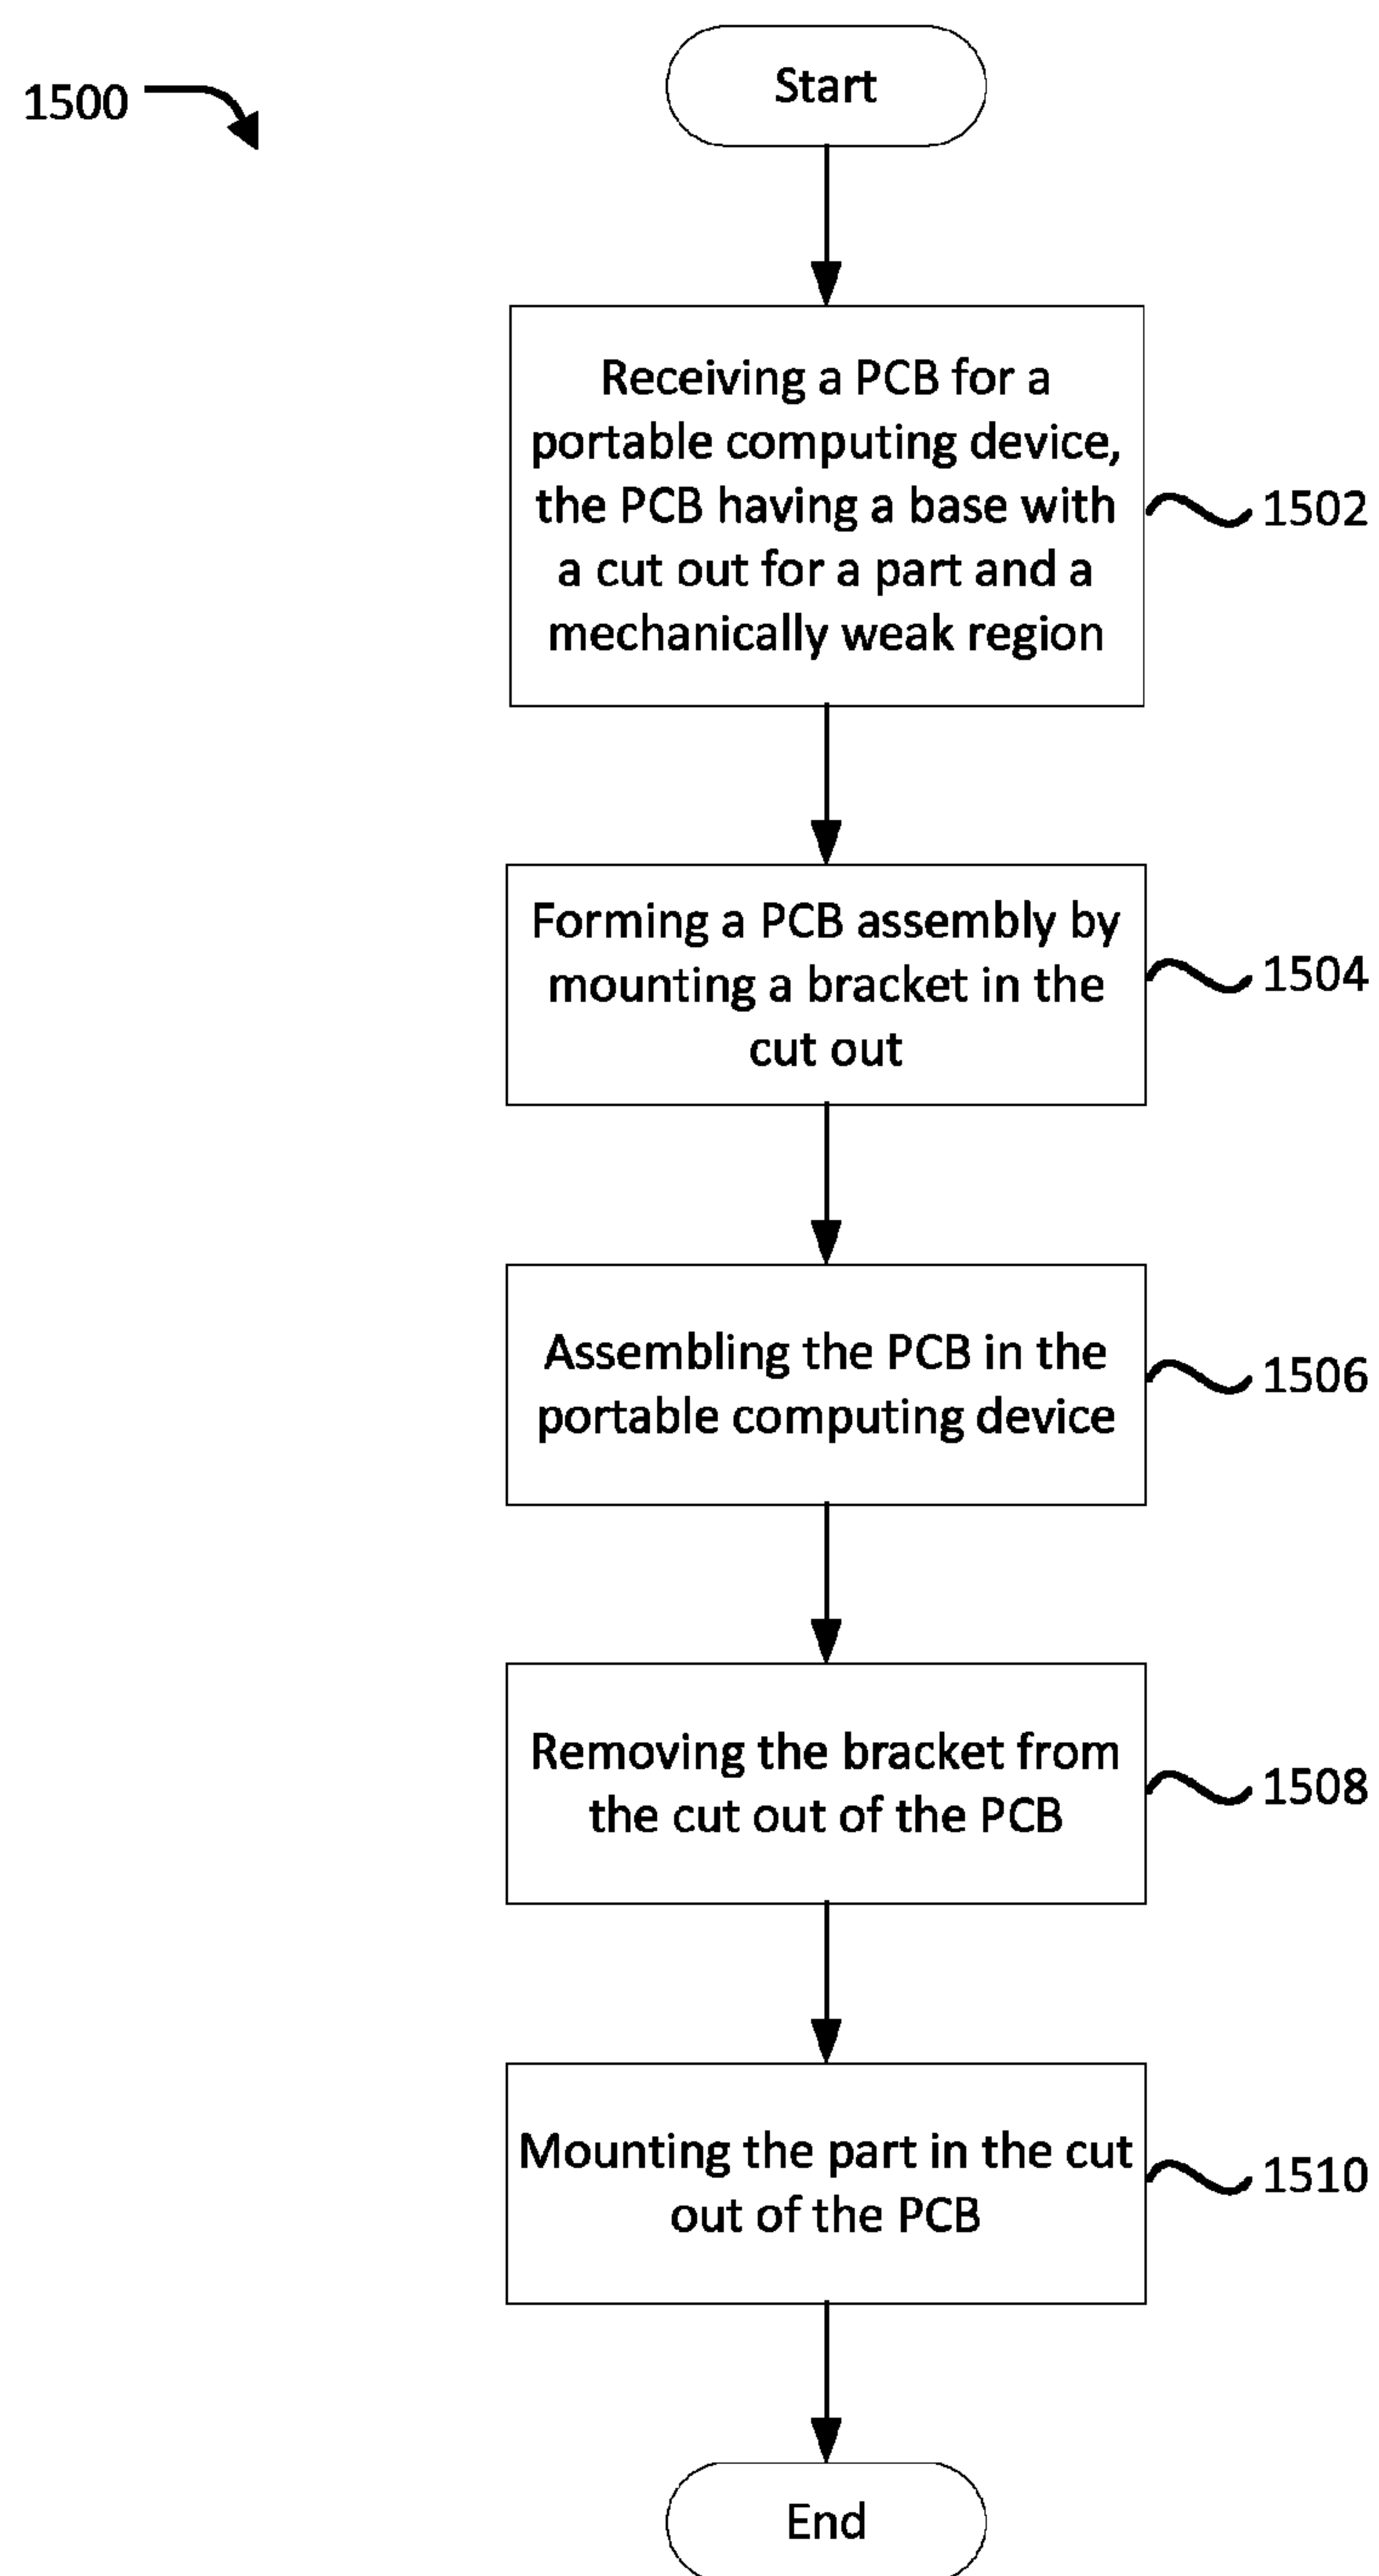 1500
Start
Receiving a PCB for a
portable computing device,
the PCB having a base with
a cut out for a part and a
mechanically weak region
1502
Forming a PCB assembly by
mounting a bracket in the
cut out
1504
Assembling the PCB in the
portable computing device
1506
Removing the bracket from
the cut out of the PCB
1508
Mounting the part in the cut
out of the PCB
1510
End